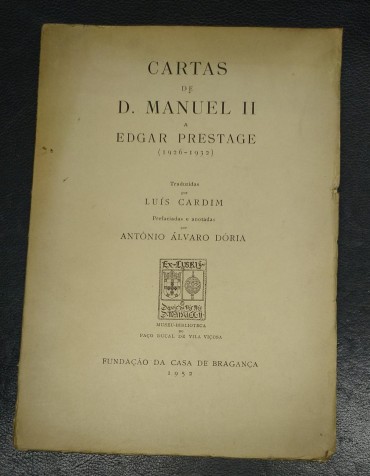 CARTAS
DE
D. MANUEL II
A
EDGAR PRESTAGE
(1926-1932)
Traduzidas
por
LUÍS CARDIM
Prefaciadas e anotadas
por
ANTÓNIO ÁLVARO DÓRIA
EX-LIBRIS
MUSEU-BIBLIOTECA
DO
PAÇO DUCAL DE VILA VIÇOSA
FUNDAÇÃO DA CASA DE BRAGANÇA
1952